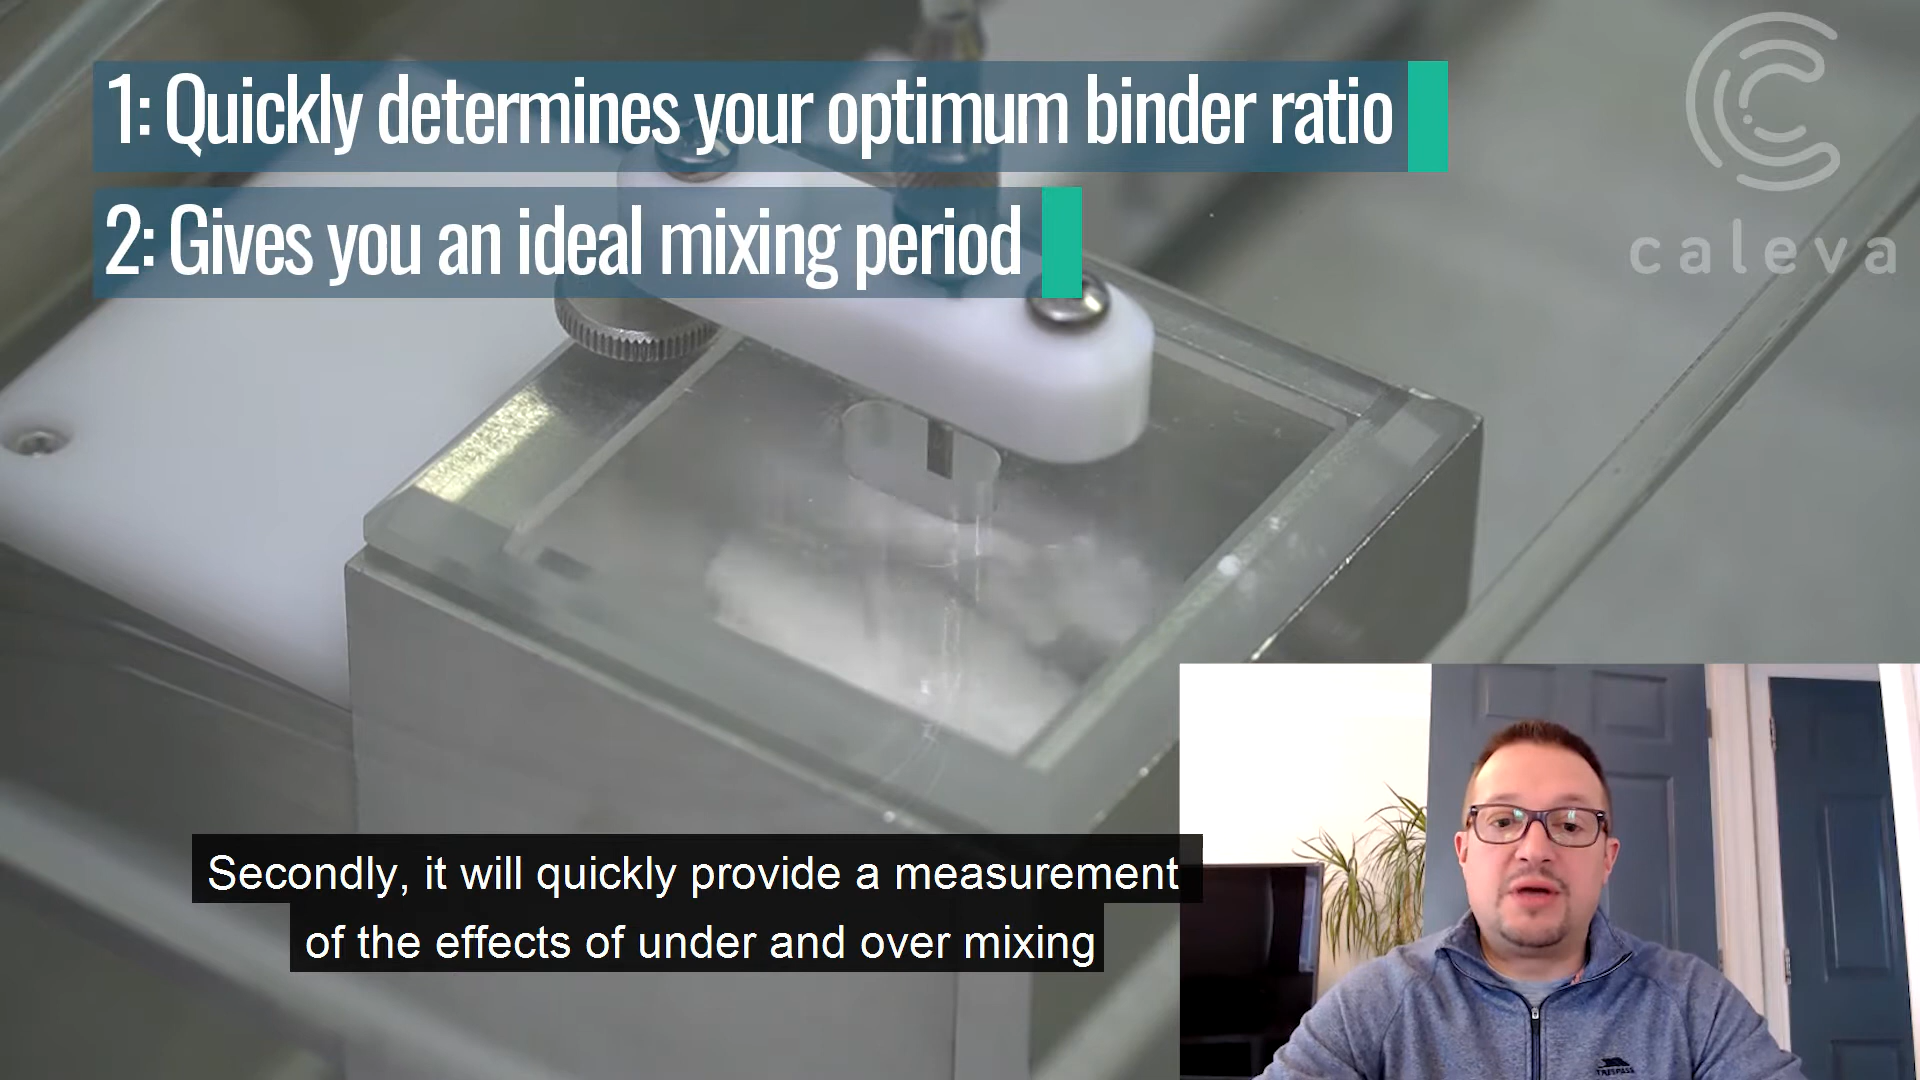 1: Quickly determines your optimum binder ratio
2: Gives you an ideal mixing period
caleva
Secondly, it will quickly provide a measurement
of the effects of under and over mixing
TRESPASS